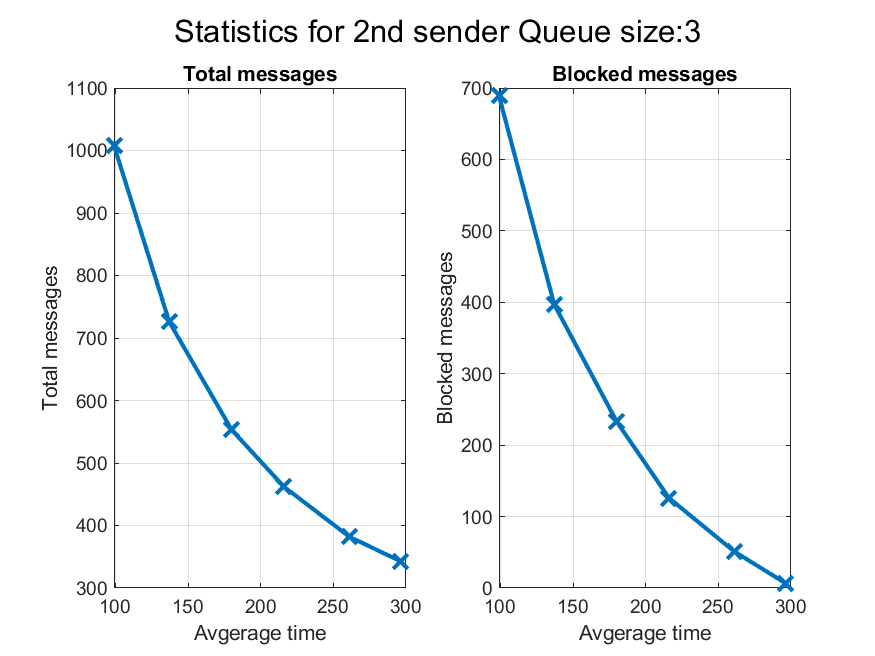 Statistics for 2nd sender Queue size:3
Total messages
1100
1000
900
800
700
600
500
400
300
Total messages
100 150 200 250 300
Avgerage time
Blocked messages
700
600
500
400
300
200
100
0
Blocked messages
100 150 200 250 300
Avgerage time